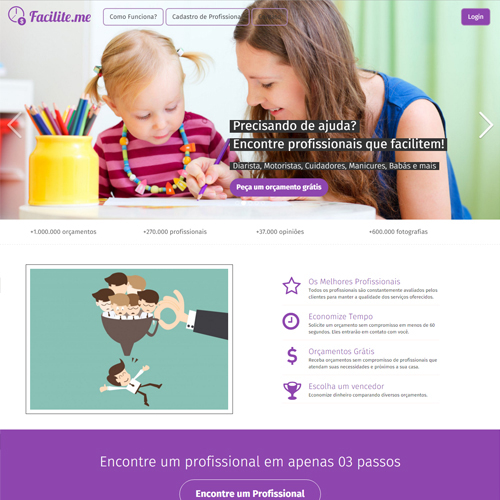 Facilite.me
Como Funciona?
Cadastro de Profissional
Login
Precisando de ajuda?
Encontre profissionais que facilitem!
Diarista, Motoristas, Cuidadores, Manicures, Babás e mais
Peça um orçamento grátis
+1.000.000 orçamentos
+270.000 profissionais
+37.000 opiniões
+600.000 fotografias
Os Melhores Profissionais
Todos os profissionais são constantemente avaliados pelos
clientes para manter a qualidade dos serviços oferecidos.
Economize Tempo
Solicite um orçamento sem compromisso em menos de 60
segundos. Eles entrarão em contato com você.
Orçamentos Grátis
Receba orçamentos sem compromisso de profissionais que
atendam suas necessidades e próximos a sua casa.
Escolha um vencedor
Economize dinheiro comparando diversos orçamentos.
Encontre um profissional em apenas 03 passos
Encontre um Profissional